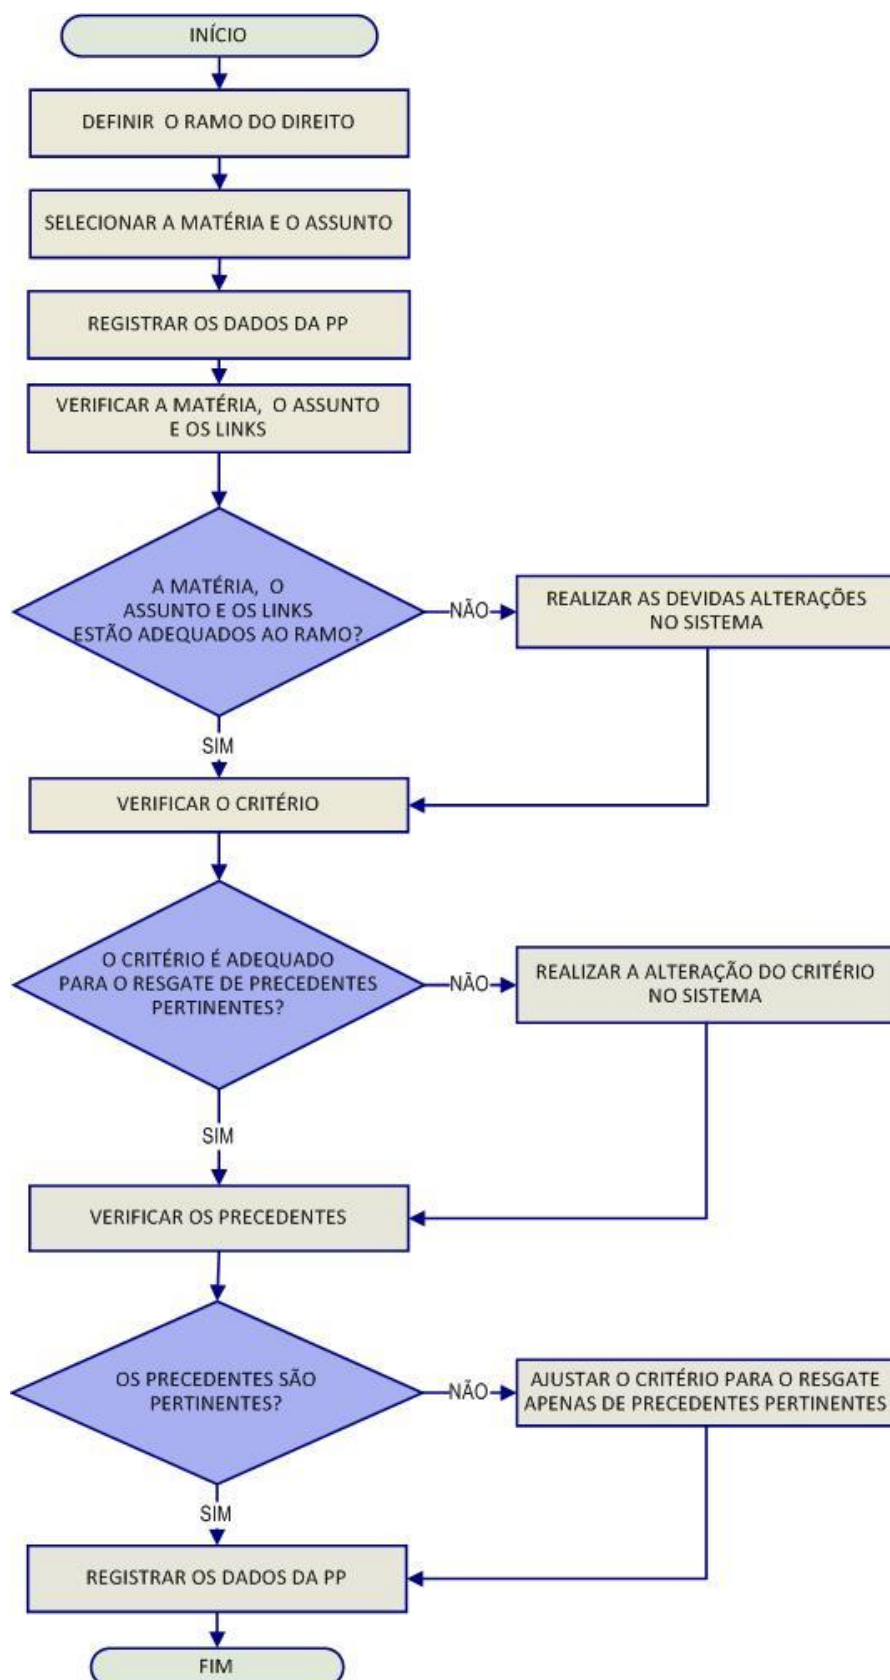 INÍCIO
DEFINIR O RAMO DO DIREITO
SELECIONAR A MATÉRIA E O ASSUNTO
REGISTRAR OS DADOS DA PP
VERIFICAR A MATÉRIA, O ASSUNTO
E OS LINKS
A MATÉRIA, O
ASSUNTO E OS LINKS
ESTÃO ADEQUADOS AO RAMO?
NÃO
REALIZAR AS DEVIDAS ALTERAÇÕES
NO SISTEMA
SIM
VERIFICAR O CRITÉRIO
O CRITÉRIO É ADEQUADO
PARA O RESGATE DE PRECEDENTES
PERTINENTES?
NÃO
REALIZAR A ALTERAÇÃO DO CRITÉRIO
NO SISTEMA
SIM
VERIFICAR OS PRECEDENTES
OS PRECEDENTES SÃO
PERTINENTES?
NÃO
AJUSTAR O CRITÉRIO PARA O RESGATE
APENAS DE PRECEDENTES PERTINENTES
SIM
REGISTRAR OS DADOS DA PP
FIM